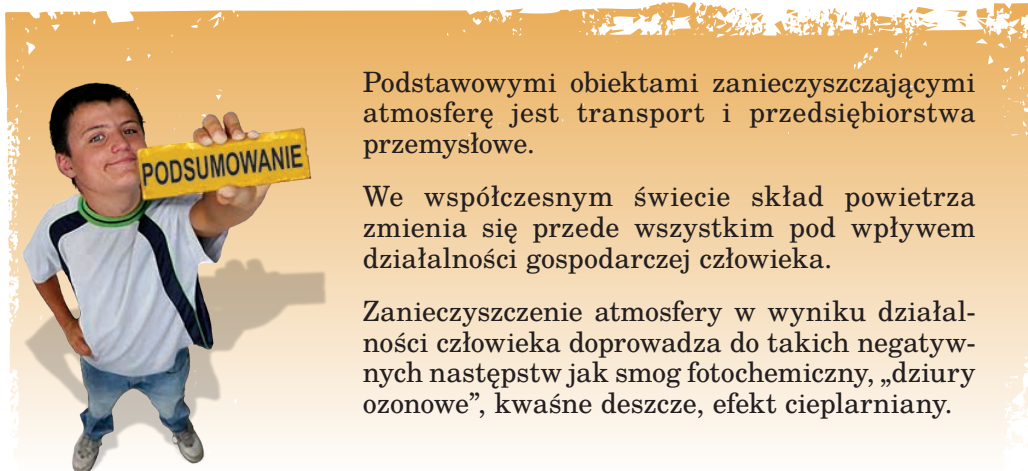 PODSUMOWANIE
Podstawowymi obiektami zanieczyszczającymi
atmosferę jest transport i przedsiębiorstwa
przemysłowe.
We współczesnym świecie skład powietrza
zmienia się przede wszystkim pod wpływem
działalności gospodarczej człowieka.
Zanieczyszczenie atmosfery w wyniku działal-
ności człowieka doprowadza do takich negatyw-
nych następstw jak smog fotochemiczny, „dziury
ozonowe”, kwaśne deszcze, efekt cieplarniany.